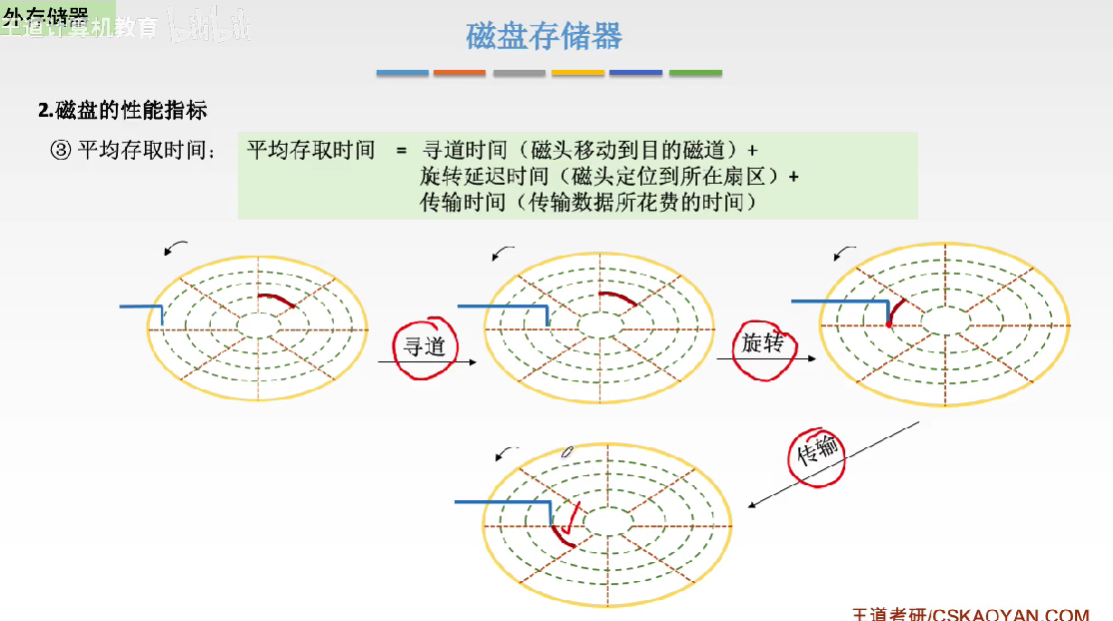 外存储器
王道计算机教育 bilibili
磁盘存储器
2.磁盘的性能指标
③ 平均存取时间： 平均存取时间 = 寻道时间（磁头移动到目的磁道）+
旋转延迟时间（磁头定位到所在扇区）+
传输时间（传输数据所花费的时间）
寻道
旋转
传输
王道考研/CSKAOYAN.COM